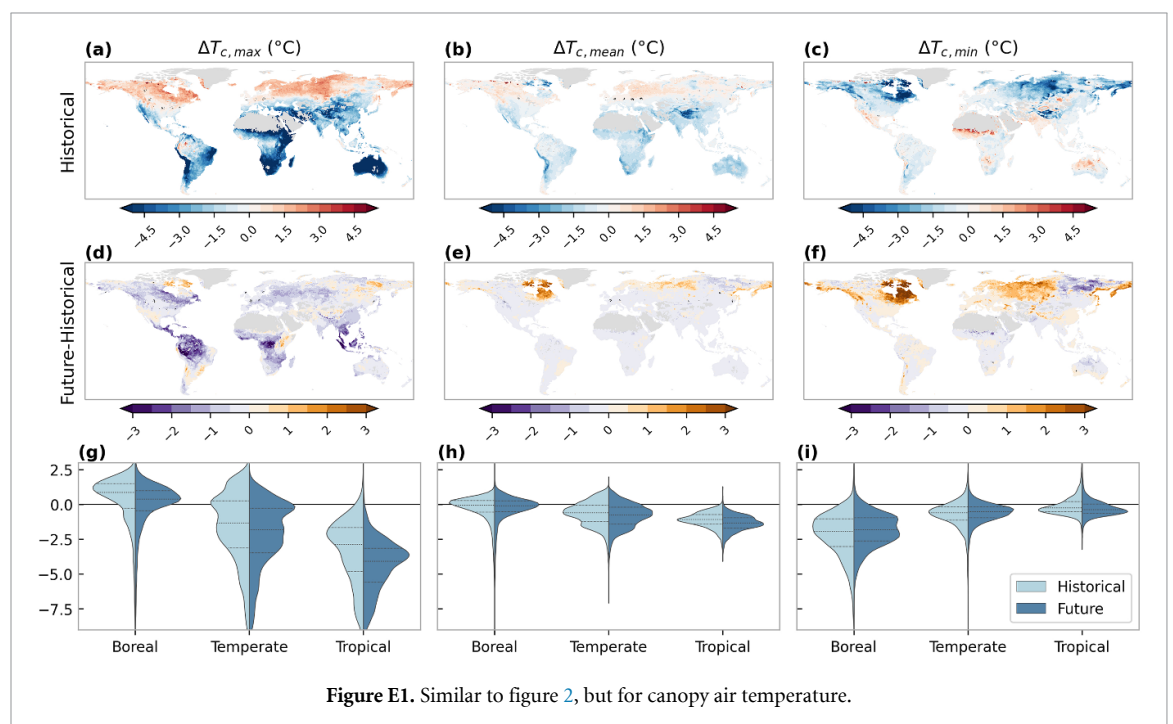 (a) ΔTc,max (°C) (b) ΔTc,mean (°C) (c) ΔTc,min (°C)
Historical
−4.5 −3.0 −1.5 0.0 1.5 3.0 4.5 −4.5 −3.0 −1.5 0.0 1.5 3.0 4.5 −4.5 −3.0 −1.5 0.0 1.5 3.0 4.5
(d) (e) (f)
Future-Historical
−3 −2 −1 0 1 2 3 −3 −2 −1 0 1 2 3 −3 −2 −1 0 1 2 3
(g) (h) (i)
2.5
0.0
−2.5
−5.0
−7.5
Historical
Future
Boreal Temperate Tropical Boreal Temperate Tropical Boreal Temperate Tropical
Figure E1. Similar to figure 2, but for canopy air temperature.